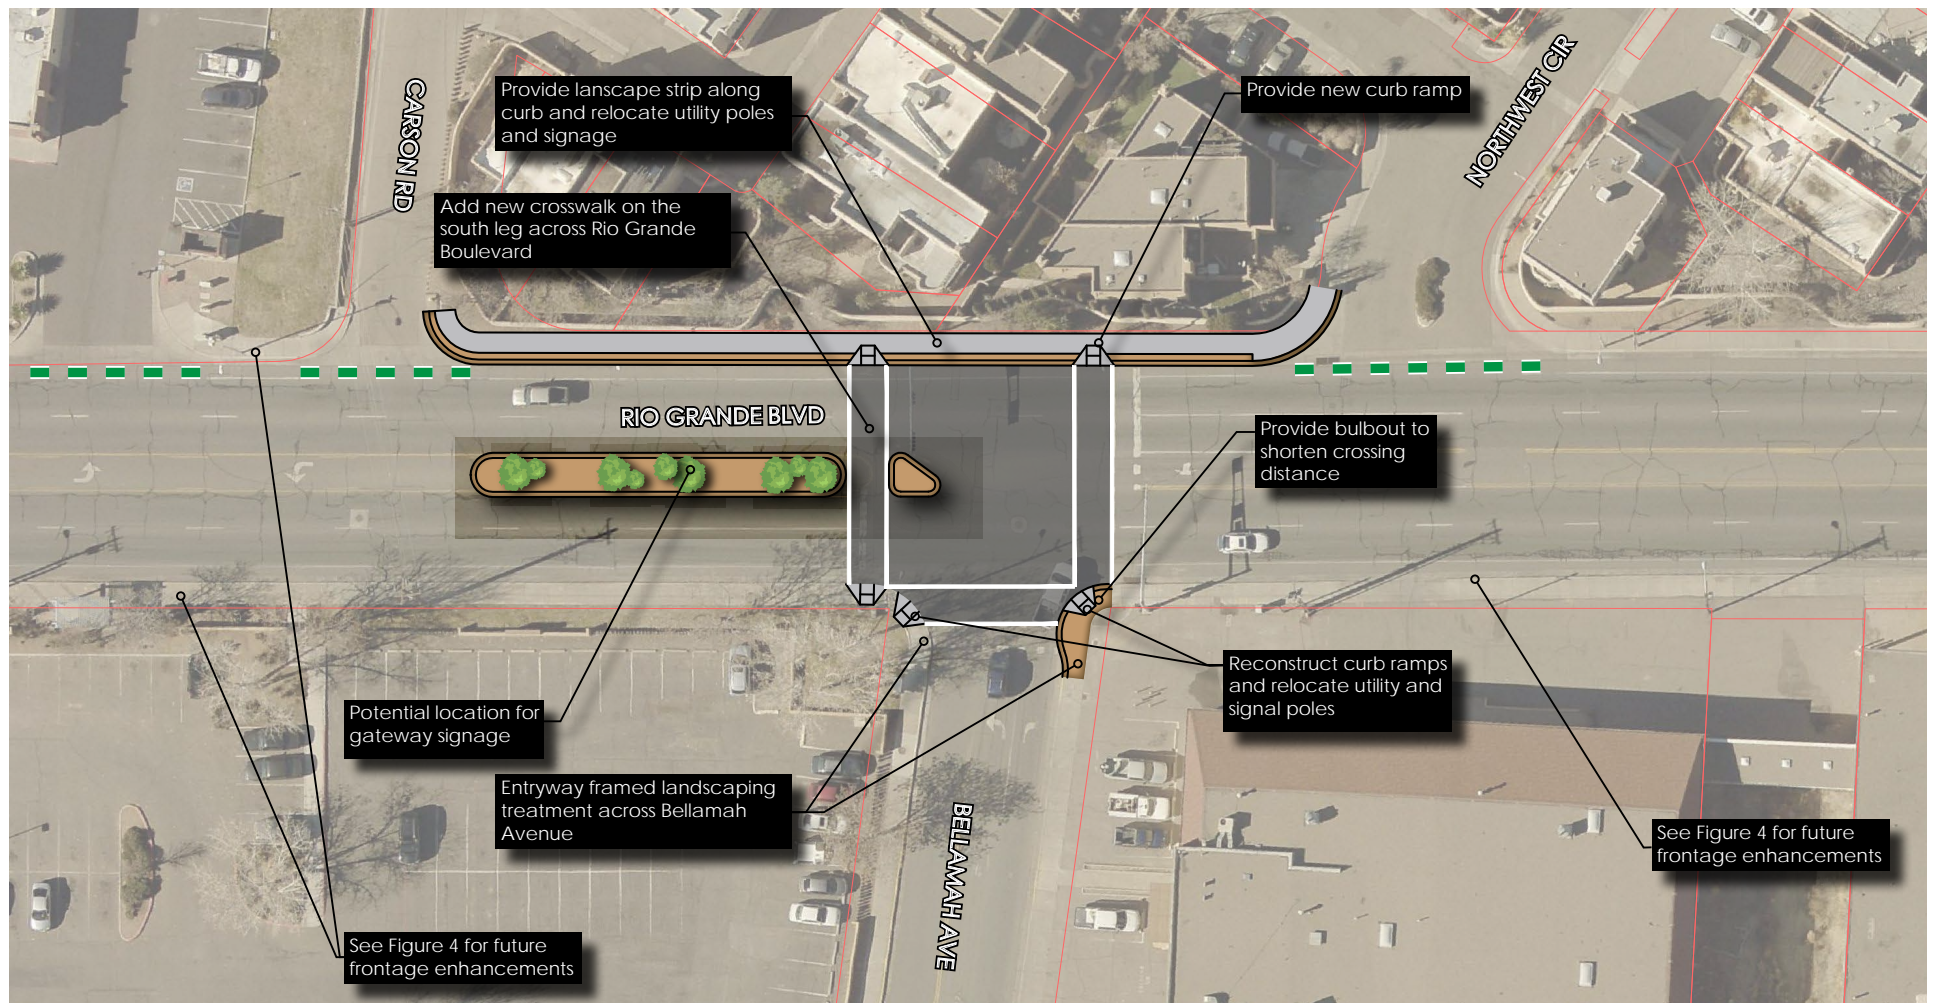 Provide lanscape strip along
curb and relocate utility poles
and signage
Provide new curb ramp
CARSON RD
NORTHWEST CIR
Add new crosswalk on the
south leg across Rio Grande
Boulevard
RIO GRANDE BLVD
Provide bulbout to
shorten crossing
distance
Reconstruct curb ramps
and relocate utility and
signal poles
Potential location for
gateway signage
Entryway framed landscaping
treatment across Bellamah
Avenue
BELLAMAH AVE
See Figure 4 for future
frontage enhancements
See Figure 4 for future
frontage enhancements